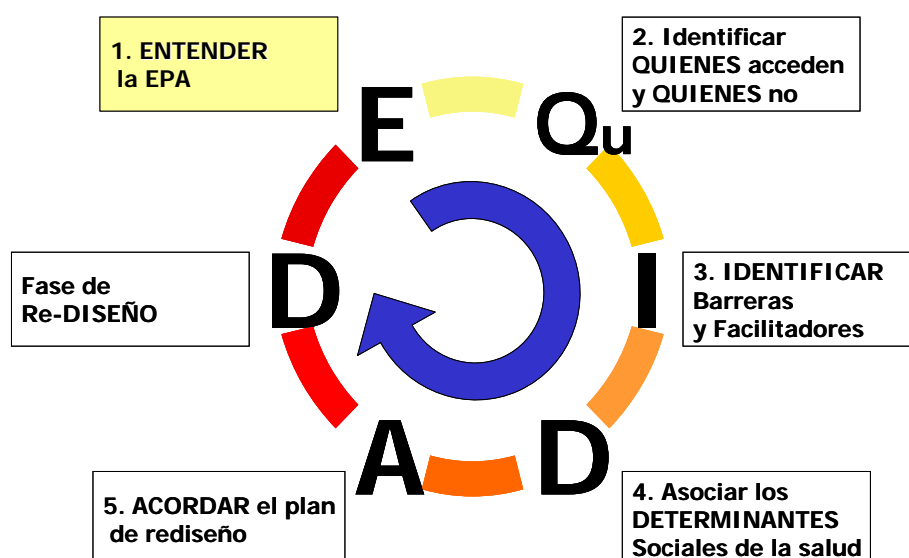 1. ENTENDER
la EPA
2. Identificar
QUIENES acceden
y QUIENES no
E
Qu
Fase de
Re-DISEÑO
D
I
3. IDENTIFICAR
Barreras
y Facilitadores
A
D
5. ACORDAR el plan
de rediseño
4. Asociar los
DETERMINANTES
Sociales de la salud